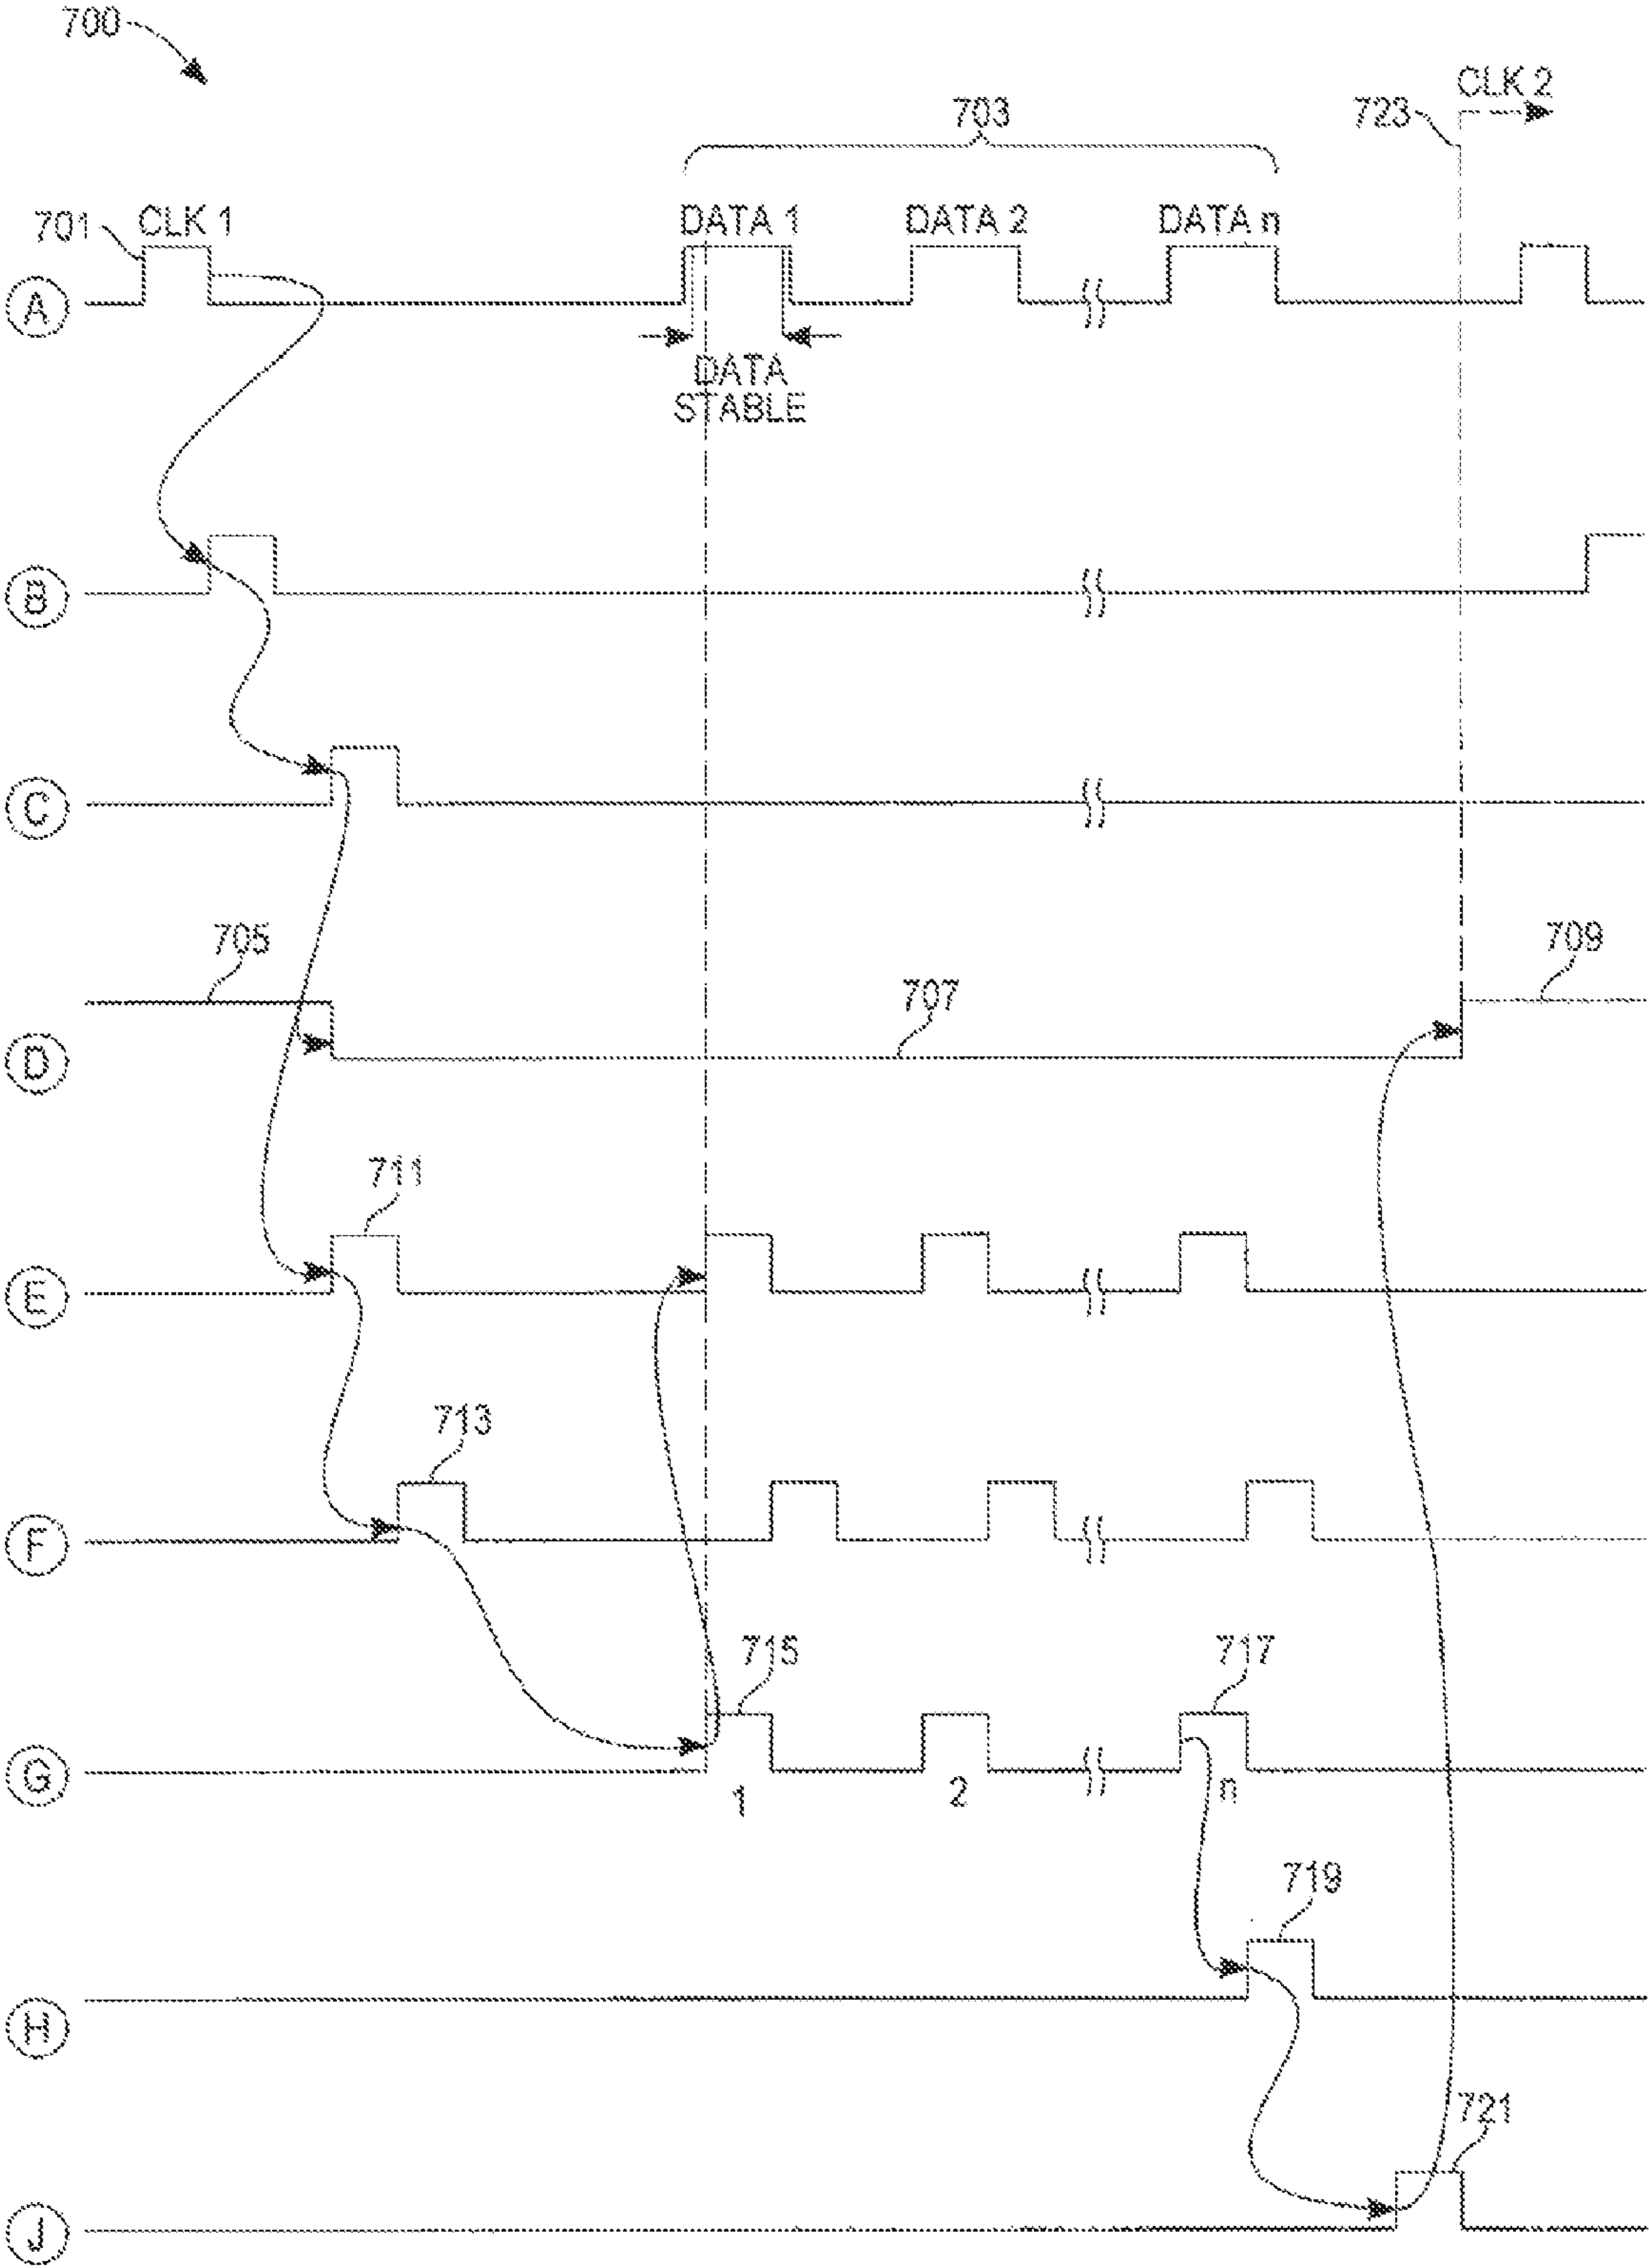 700
CLK 2
703
723
701
CLK 1
DATA 1
DATA 2
DATA n
A
DATA
STABLE
B
C
705
709
707
D
711
E
713
F
715
717
G
1
2
n
719
H
721
J